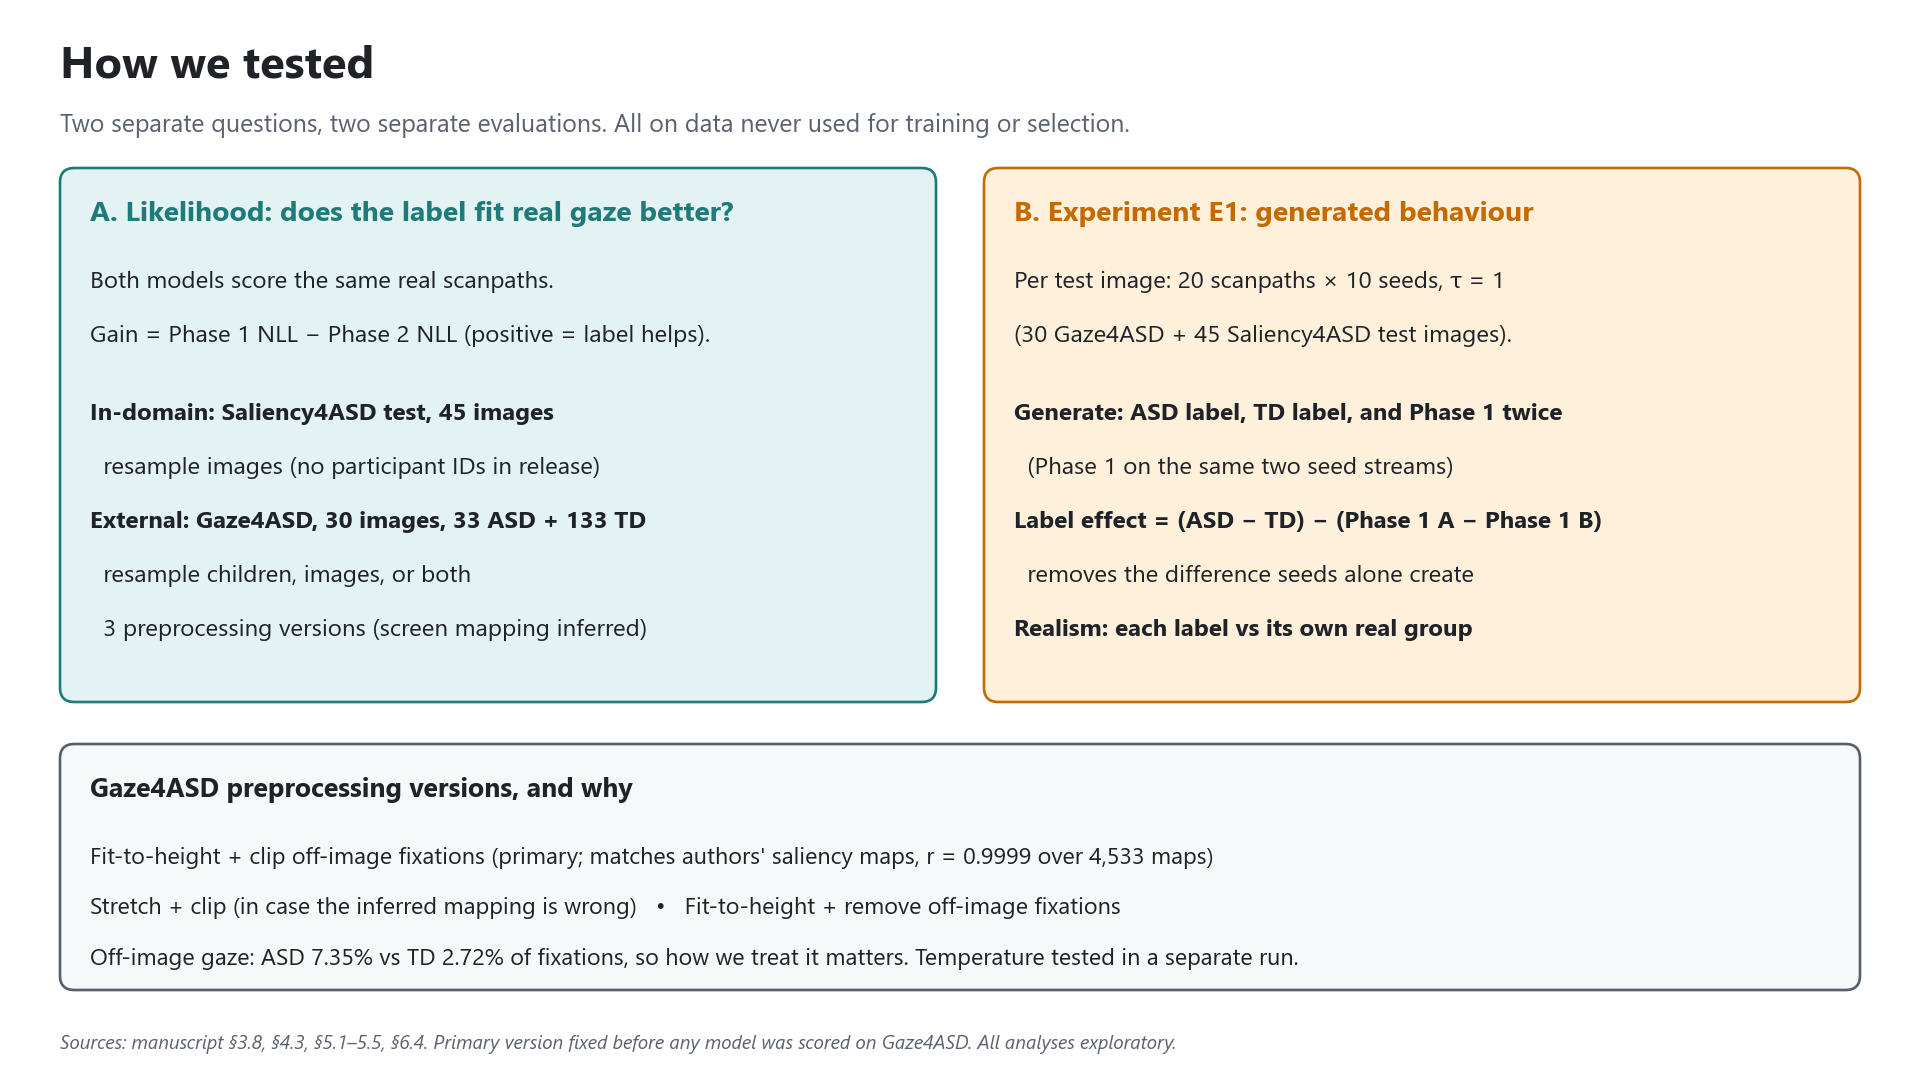 How we tested
Two separate questions, two separate evaluations. All on data never used for training or selection.
A. Likelihood: does the label fit real gaze better?
Both models score the same real scanpaths.
Gain = Phase 1 NLL − Phase 2 NLL (positive = label helps).
In-domain: Saliency4ASD test, 45 images
resample images (no participant IDs in release)
External: Gaze4ASD, 30 images, 33 ASD + 133 TD
resample children, images, or both
3 preprocessing versions (screen mapping inferred)
B. Experiment E1: generated behaviour
Per test image: 20 scanpaths × 10 seeds, τ = 1
(30 Gaze4ASD + 45 Saliency4ASD test images).
Generate: ASD label, TD label, and Phase 1 twice
(Phase 1 on the same two seed streams)
Label effect = (ASD − TD) − (Phase 1 A − Phase 1 B)
removes the difference seeds alone create
Realism: each label vs its own real group
Gaze4ASD preprocessing versions, and why
Fit-to-height + clip off-image fixations (primary; matches authors' saliency maps, r = 0.9999 over 4,533 maps)
Stretch + clip (in case the inferred mapping is wrong) • Fit-to-height + remove off-image fixations
Off-image gaze: ASD 7.35% vs TD 2.72% of fixations, so how we treat it matters. Temperature tested in a separate run.
Sources: manuscript §3.8, §4.3, §5.1–5.5, §6.4. Primary version fixed before any model was scored on Gaze4ASD. All analyses exploratory.